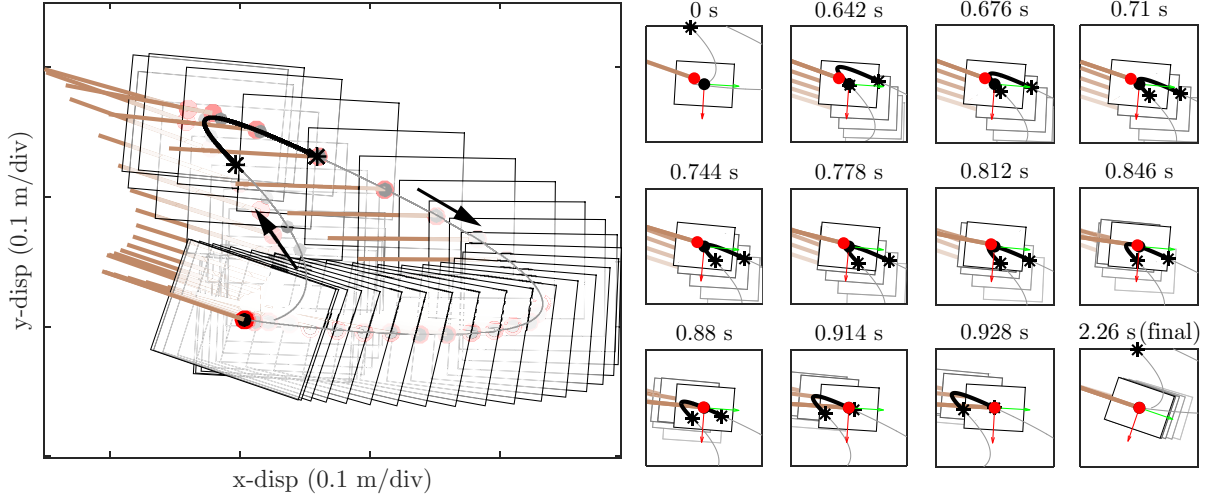 y-disp (0.1 m/div)
x-disp (0.1 m/div)
0 s
0.642 s
0.676 s
0.71 s
0.744 s
0.778 s
0.812 s
0.846 s
0.88 s
0.914 s
0.928 s
2.26 s (final)